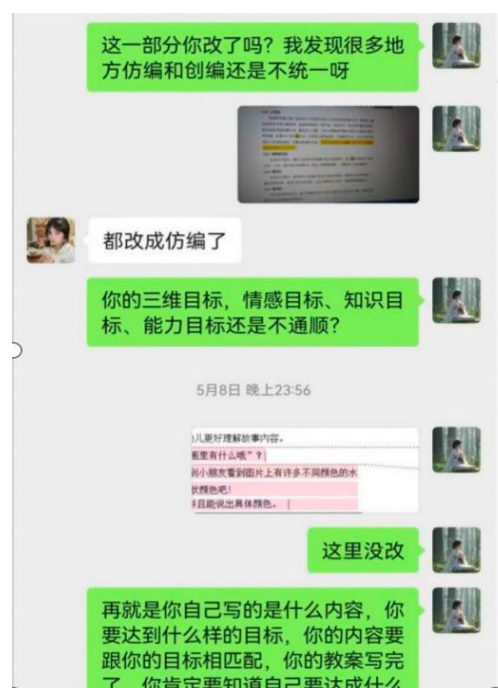 这一部分你改了吗？我发现很多地
方仿编和创编还是不统一呀
都改成仿编了
你的三维目标，情感目标、知识目
标、能力目标还是不通顺？
5月8日 晚上23:56
儿更好理解故事内容。
里有什么哦”？
小朋友看到图片上有许多不同颜色的水
颜色吧！
且能说出具体颜色。
这里没改
再就是你自己写的是什么内容，你
要达到什么样的目标，你的内容要
跟你的目标相匹配，你的教案写完
了，你肯定要知道自己要达成什么